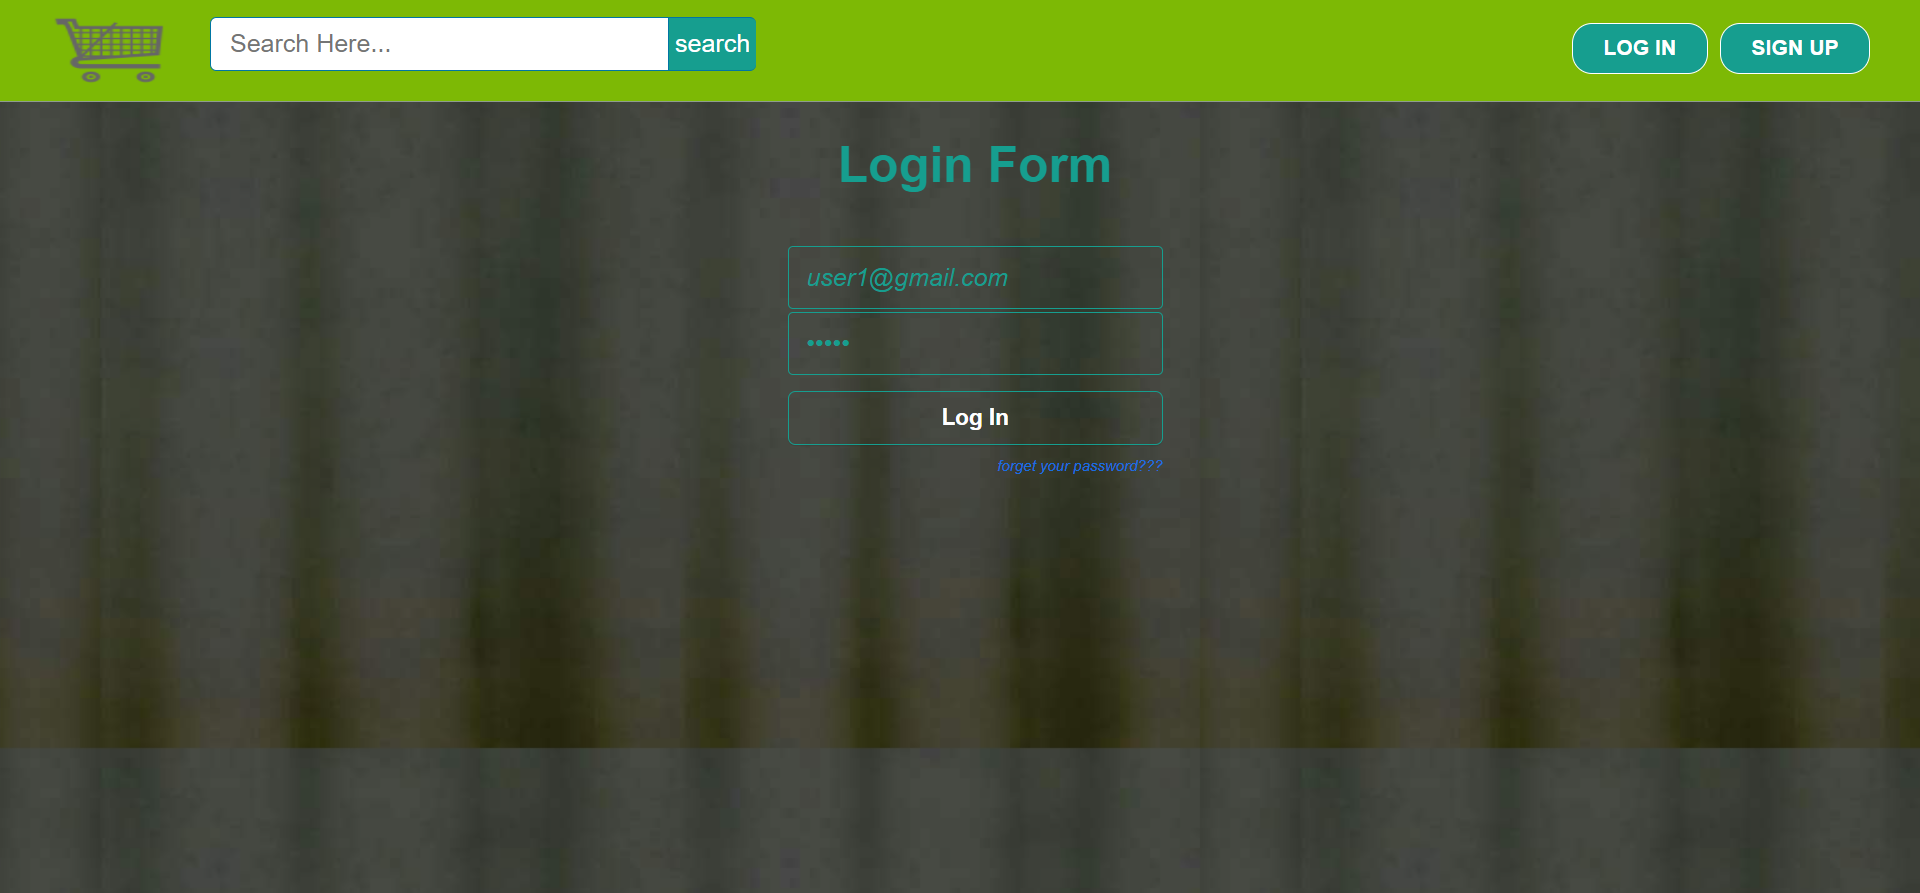 Search Here...
search
LOG IN
SIGN UP
Login Form
user1@gmail.com
•••••
Log In
forget your password???